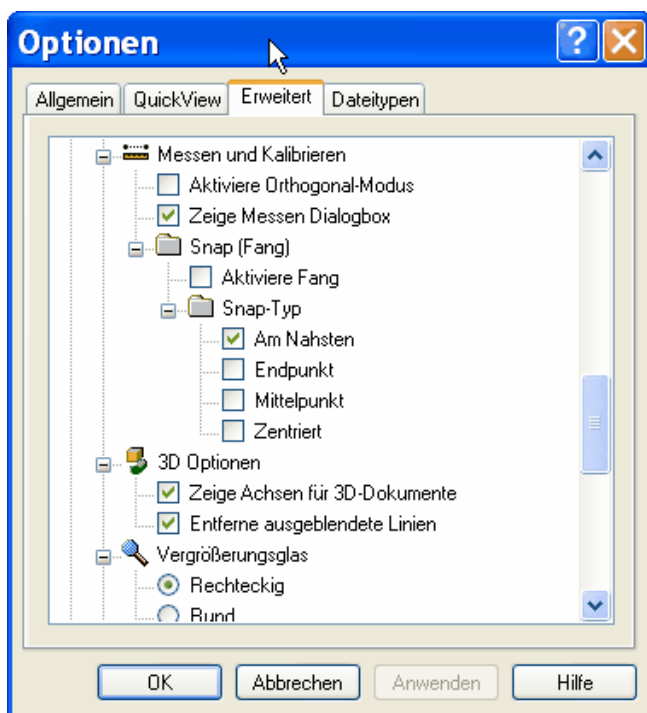 Optionen
Allgemein QuickView Erweitert Dateitypen
Messen und Kalibrieren
Aktiviere Orthogonal-Modus
Zeige Messen Dialogbox
Snap (Fang)
Aktiviere Fang
Snap-Typ
Am Nahsten
Endpunkt
Mittelpunkt
Zentriert
3D Optionen
Zeige Achsen für 3D-Dokumente
Entferne ausgeblendete Linien
Vergrößerungsglas
Rechteckig
Rund
OK Abbrechen Anwenden Hilfe